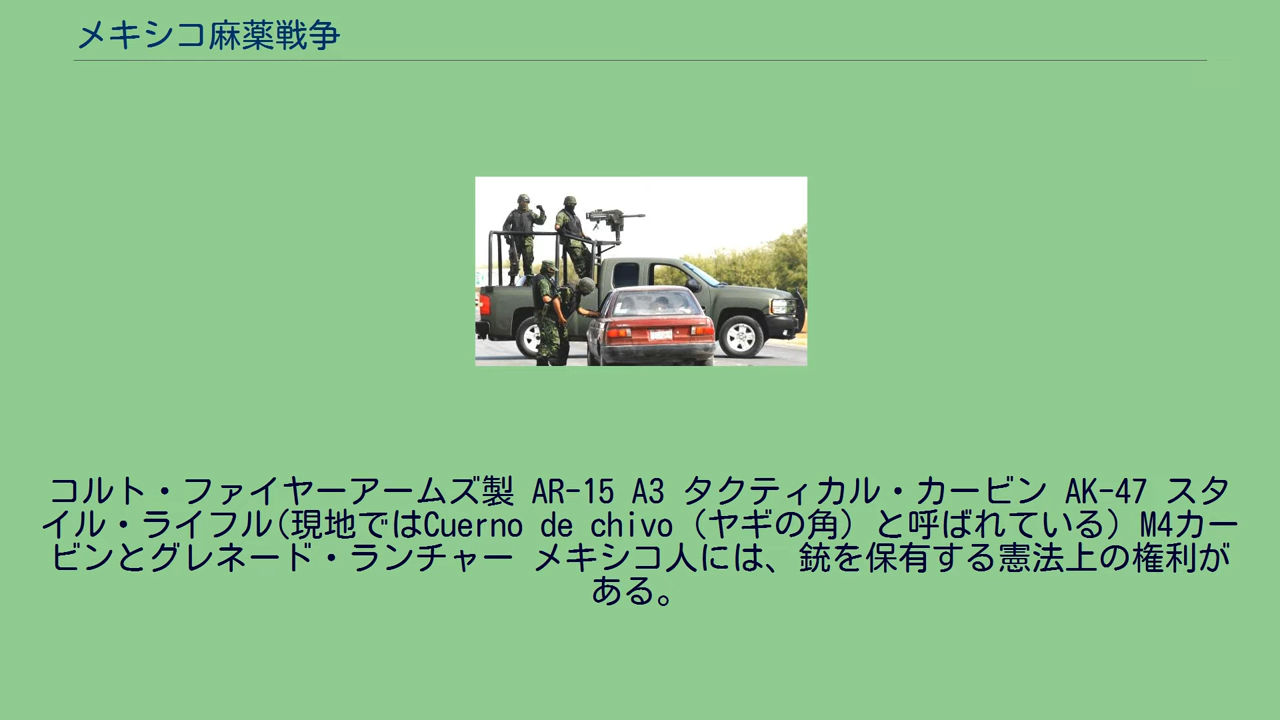 メキシコ麻薬戦争
コルト・ファイヤーアームズ製 AR-15 A3 タクティカル・カービン AK-47 スタ
イル・ライフル(現地ではCuerno de chivo（ヤギの角）と呼ばれている) M4カー
ビンとグレネード・ランチャー メキシコ人には、銃を保有する憲法上の権利が
ある。